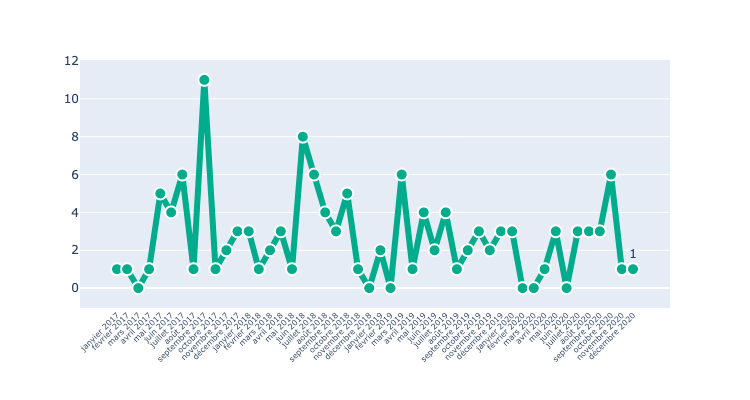 12
10
8
6
4
2
0
1
janvier 2017
février 2017
mars 2017
avril 2017
mai 2017
juin 2017
juillet 2017
août 2017
septembre 2017
octobre 2017
novembre 2017
décembre 2017
janvier 2018
février 2018
mars 2018
avril 2018
mai 2018
juin 2018
juillet 2018
août 2018
septembre 2018
octobre 2018
novembre 2018
décembre 2018
janvier 2019
février 2019
mars 2019
avril 2019
mai 2019
juin 2019
juillet 2019
août 2019
septembre 2019
octobre 2019
novembre 2019
décembre 2019
janvier 2020
février 2020
mars 2020
avril 2020
mai 2020
juin 2020
juillet 2020
août 2020
septembre 2020
octobre 2020
novembre 2020
décembre 2020